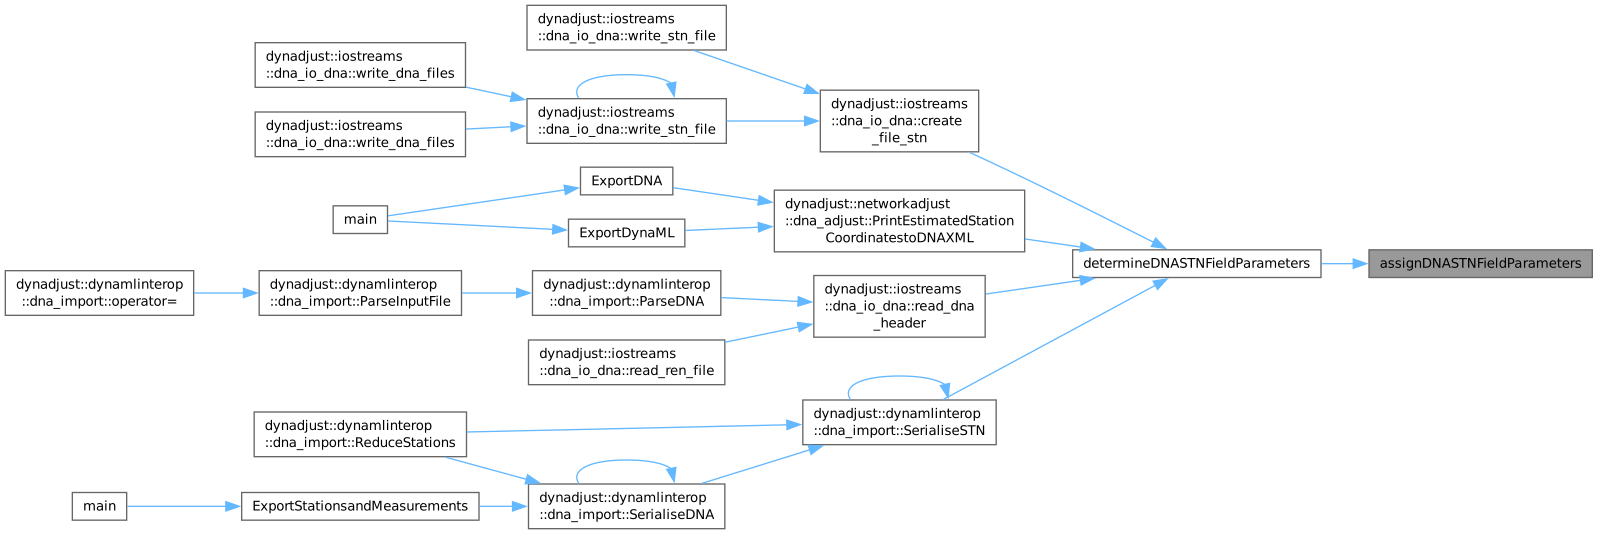 dynadjust::iostreams
::dna_io_dna::write_stn_file
dynadjust::iostreams
::dna_io_dna::write_dna_files
dynadjust::iostreams
::dna_io_dna::write_stn_file
dynadjust::iostreams
::dna_io_dna::write_dna_files
dynadjust::iostreams
::dna_io_dna::create
_file_stn
ExportDNA
main
ExportDynaML
dynadjust::networkadjust
::dna_adjust::PrintEstimatedStation
CoordinatestoDNAXML
determineDNASTNFieldParameters
assignDNASTNFieldParameters
dynadjust::dynamlinterop
::dna_import::operator=
dynadjust::dynamlinterop
::dna_import::ParseInputFile
dynadjust::dynamlinterop
::dna_import::ParseDNA
dynadjust::iostreams
::dna_io_dna::read_dna
_header
dynadjust::iostreams
::dna_io_dna::read_ren_file
dynadjust::dynamlinterop
::dna_import::SerialiseSTN
dynadjust::dynamlinterop
::dna_import::ReduceStations
main
ExportStationsandMeasurements
dynadjust::dynamlinterop
::dna_import::SerialiseDNA